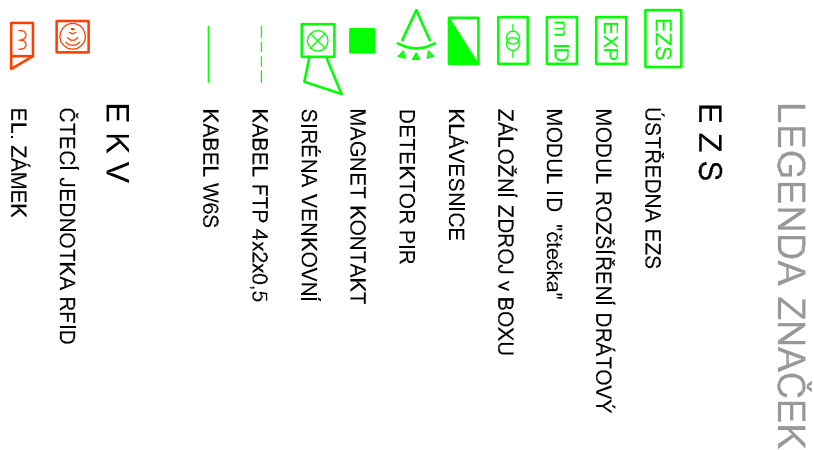 LEGENDA ZNAČEK
E Z S
EZS ÚSTŘEDNA EZS
EXP MODUL ROZŠÍŘENÍ DRÁTOVÝ
m ID MODUL ID "čtečka"
ZÁLOŽNÍ ZDROJ v BOXU
KLÁVESNICE
DETEKTOR PIR
MAGNET KONTAKT
SIRÉNA VENKOVNÍ
KABEL FTP 4x2x0,5
KABEL W6S
E K V
ČTECÍ JEDNOTKA RFID
EL. ZÁMEK